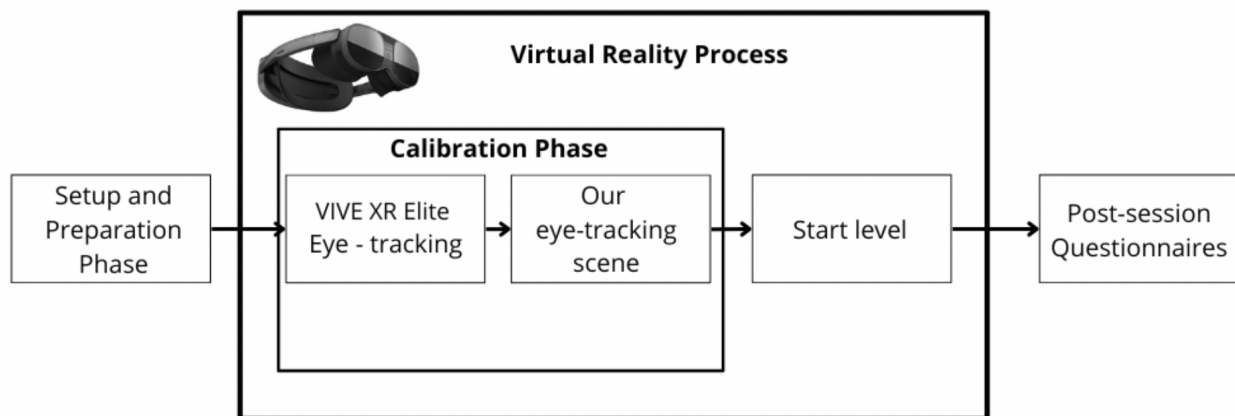 Virtual Reality Process
Calibration Phase
Setup and
Preparation
Phase
VIVE XR Elite
Eye - tracking
Our
eye-tracking
scene
Start level
Post-session
Questionnaires